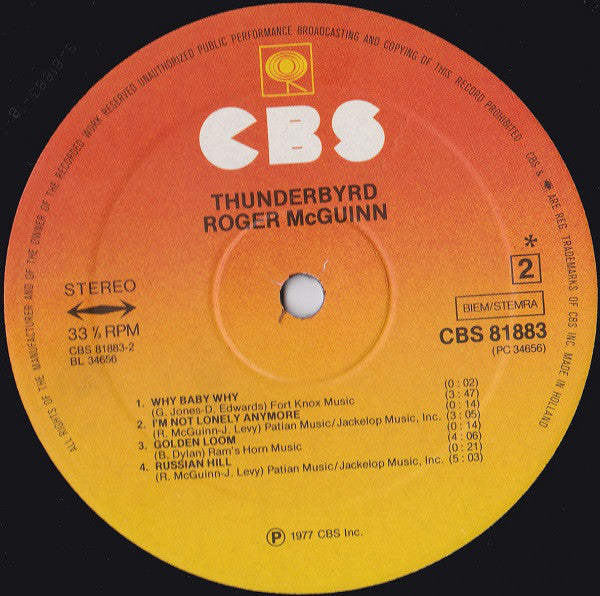 ALL RIGHTS OF THE MANUFACTURER AND OF THE OWNER OF THE RECORDED WORK RESERVED UNAUTHORIZED PUBLIC PERFORMANCE BROADCASTING AND COPYING OF THIS RECORD PROHIBITED
CBS & ARE REG. TRADEMARKS OF CBS INC. MADE IN HOLLAND
CBS
THUNDERBYRD
ROGER McGUINN
*
2
STEREO
33 ⅓ RPM
CBS 81883-2
BL 34656
BIEM/STEMRA
CBS 81883
(PC 34656)
(0 : 02)
1. WHY BABY WHY (3 : 47)
(G. Jones-D. Edwards) Fort Knox Music (0 : 14)
2. I'M NOT LONELY ANYMORE (3 : 05)
(R. McGuinn-J. Levy) Patian Music/Jackelop Music, Inc. (0 : 14)
3. GOLDEN LOOM (4 : 06)
(B. Dylan) Ram's Horn Music (0 : 21)
4. RUSSIAN HILL (5 : 03)
(R. McGuinn-J. Levy) Patian Music/Jackelop Music, Inc.
℗ 1977 CBS Inc.